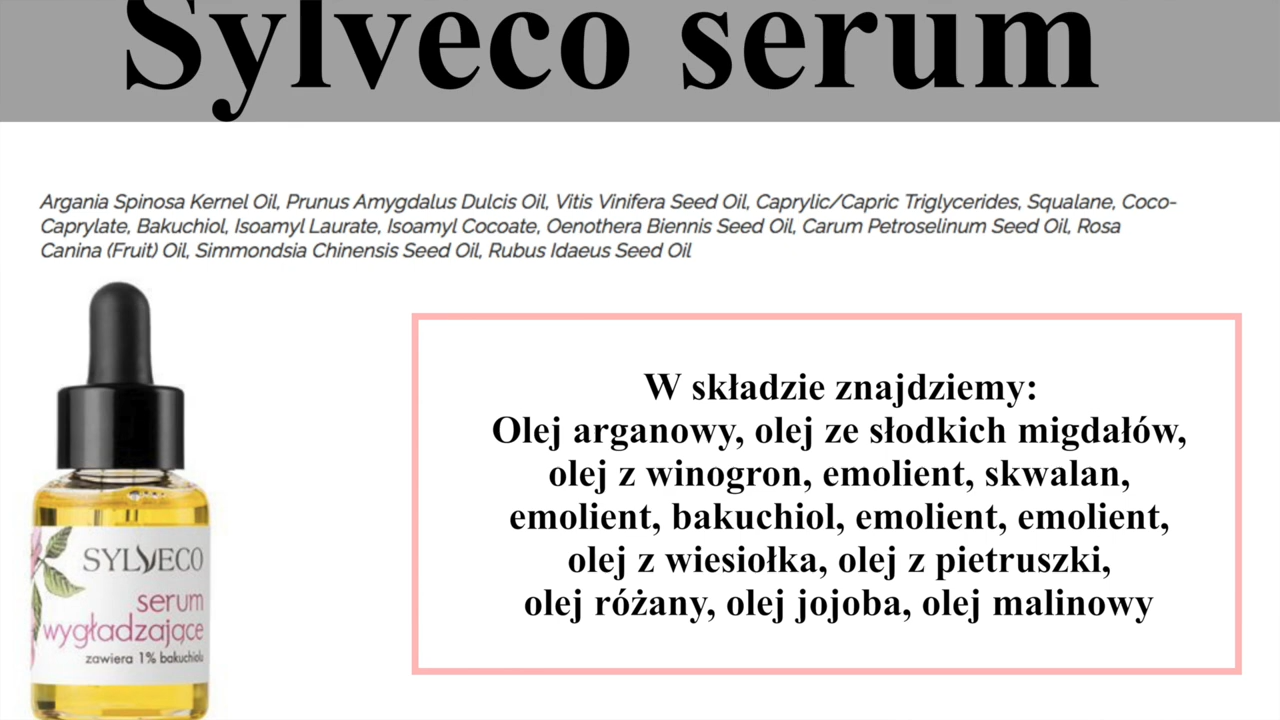 Sylveco serum
Argania Spinosa Kernel Oil, Prunus Amygdalus Dulcis Oil, Vitis Vinifera Seed Oil, Caprylic/Capric Triglycerides, Squalane, Coco-
Caprylate, Bakuchiol, Isoamyl Laurate, Isoamyl Cocoate, Oenothera Biennis Seed Oil, Carum Petroselinum Seed Oil, Rosa
Canina (Fruit) Oil, Simmondsia Chinensis Seed Oil, Rubus Idaeus Seed Oil
SYLVECO
serum
wygładzające
zawiera 1% bakuchiolu
W składzie znajdziemy:
Olej arganowy, olej ze słodkich migdałów,
olej z winogron, emolient, skwalan,
emolient, bakuchiol, emolient, emolient,
olej z wiesiołka, olej z pietruszki,
olej różany, olej jojoba, olej malinowy